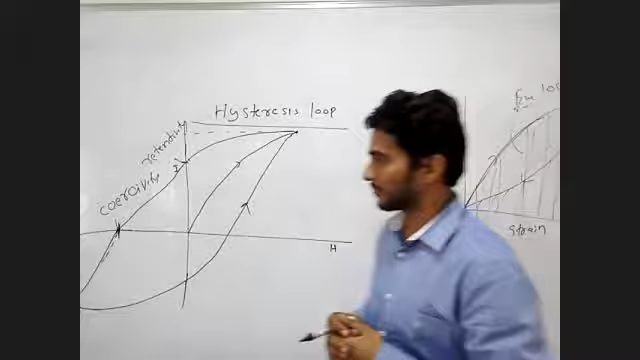 Hysteresis loop
retentivity
coercivity
H
strain